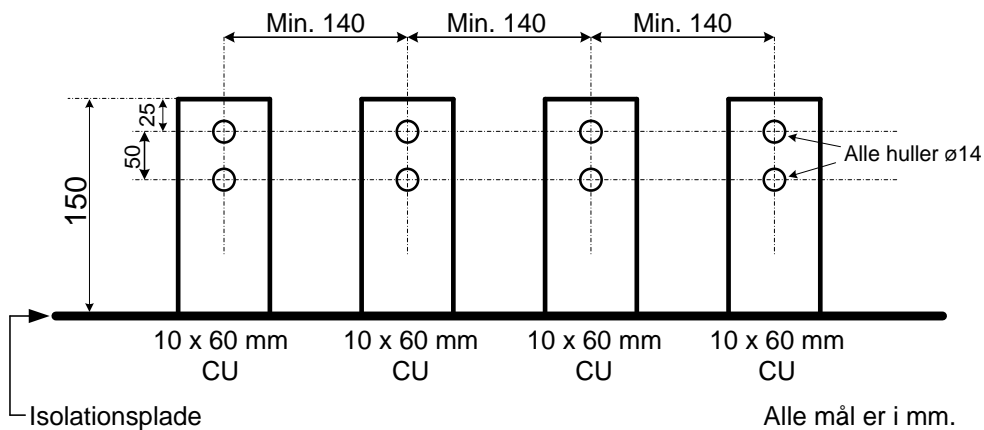 Min. 140 Min. 140 Min. 140
25
50
150
Alle huller ø14
10 x 60 mm 10 x 60 mm 10 x 60 mm 10 x 60 mm
CU CU CU CU
Isolationsplade Alle mål er i mm.